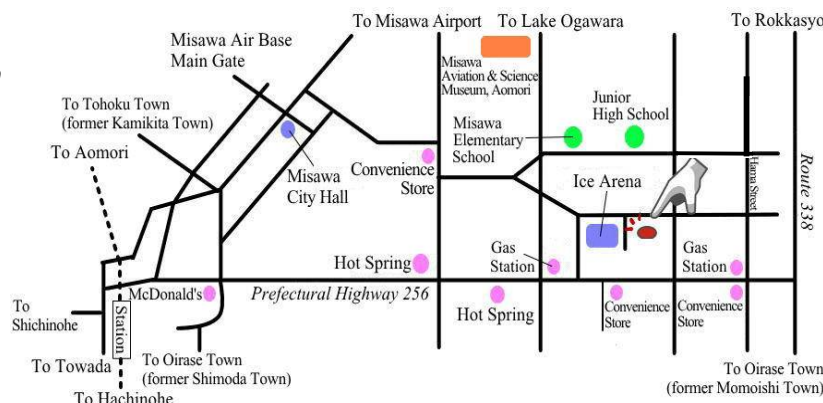 To Misawa Airport
To Lake Ogawara
To Rokkasyo
Misawa Air Base
Main Gate
Misawa
Aviation & Science
Museum, Aomori
To Tohoku Town
(former Kamikita Town)
Junior
High School
Misawa
Elementary
School
To Aomori
Convenience
Store
Misawa
City Hall
Ice Arena
Hama Street
Route 338
Hot Spring
Gas
Station
Gas
Station
McDonald's
Prefectural Highway 256
Hot Spring
Convenience
Store
Convenience
Store
To
Shichinohe
Station
To Towada
To Oirase Town
(former Shimoda Town)
To Oirase Town
(former Momoishi Town)
To Hachinohe